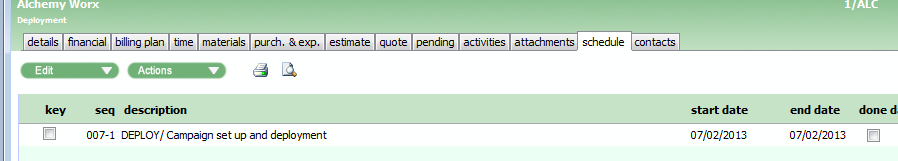 Alchemy Worx 1/ALC
Deployment
details financial billing plan time materials purch. & exp. estimate quote pending activities attachments schedule contacts
Edit Actions
key seq description start date end date done
007-1 DEPLOY/ Campaign set up and deployment 07/02/2013 07/02/2013